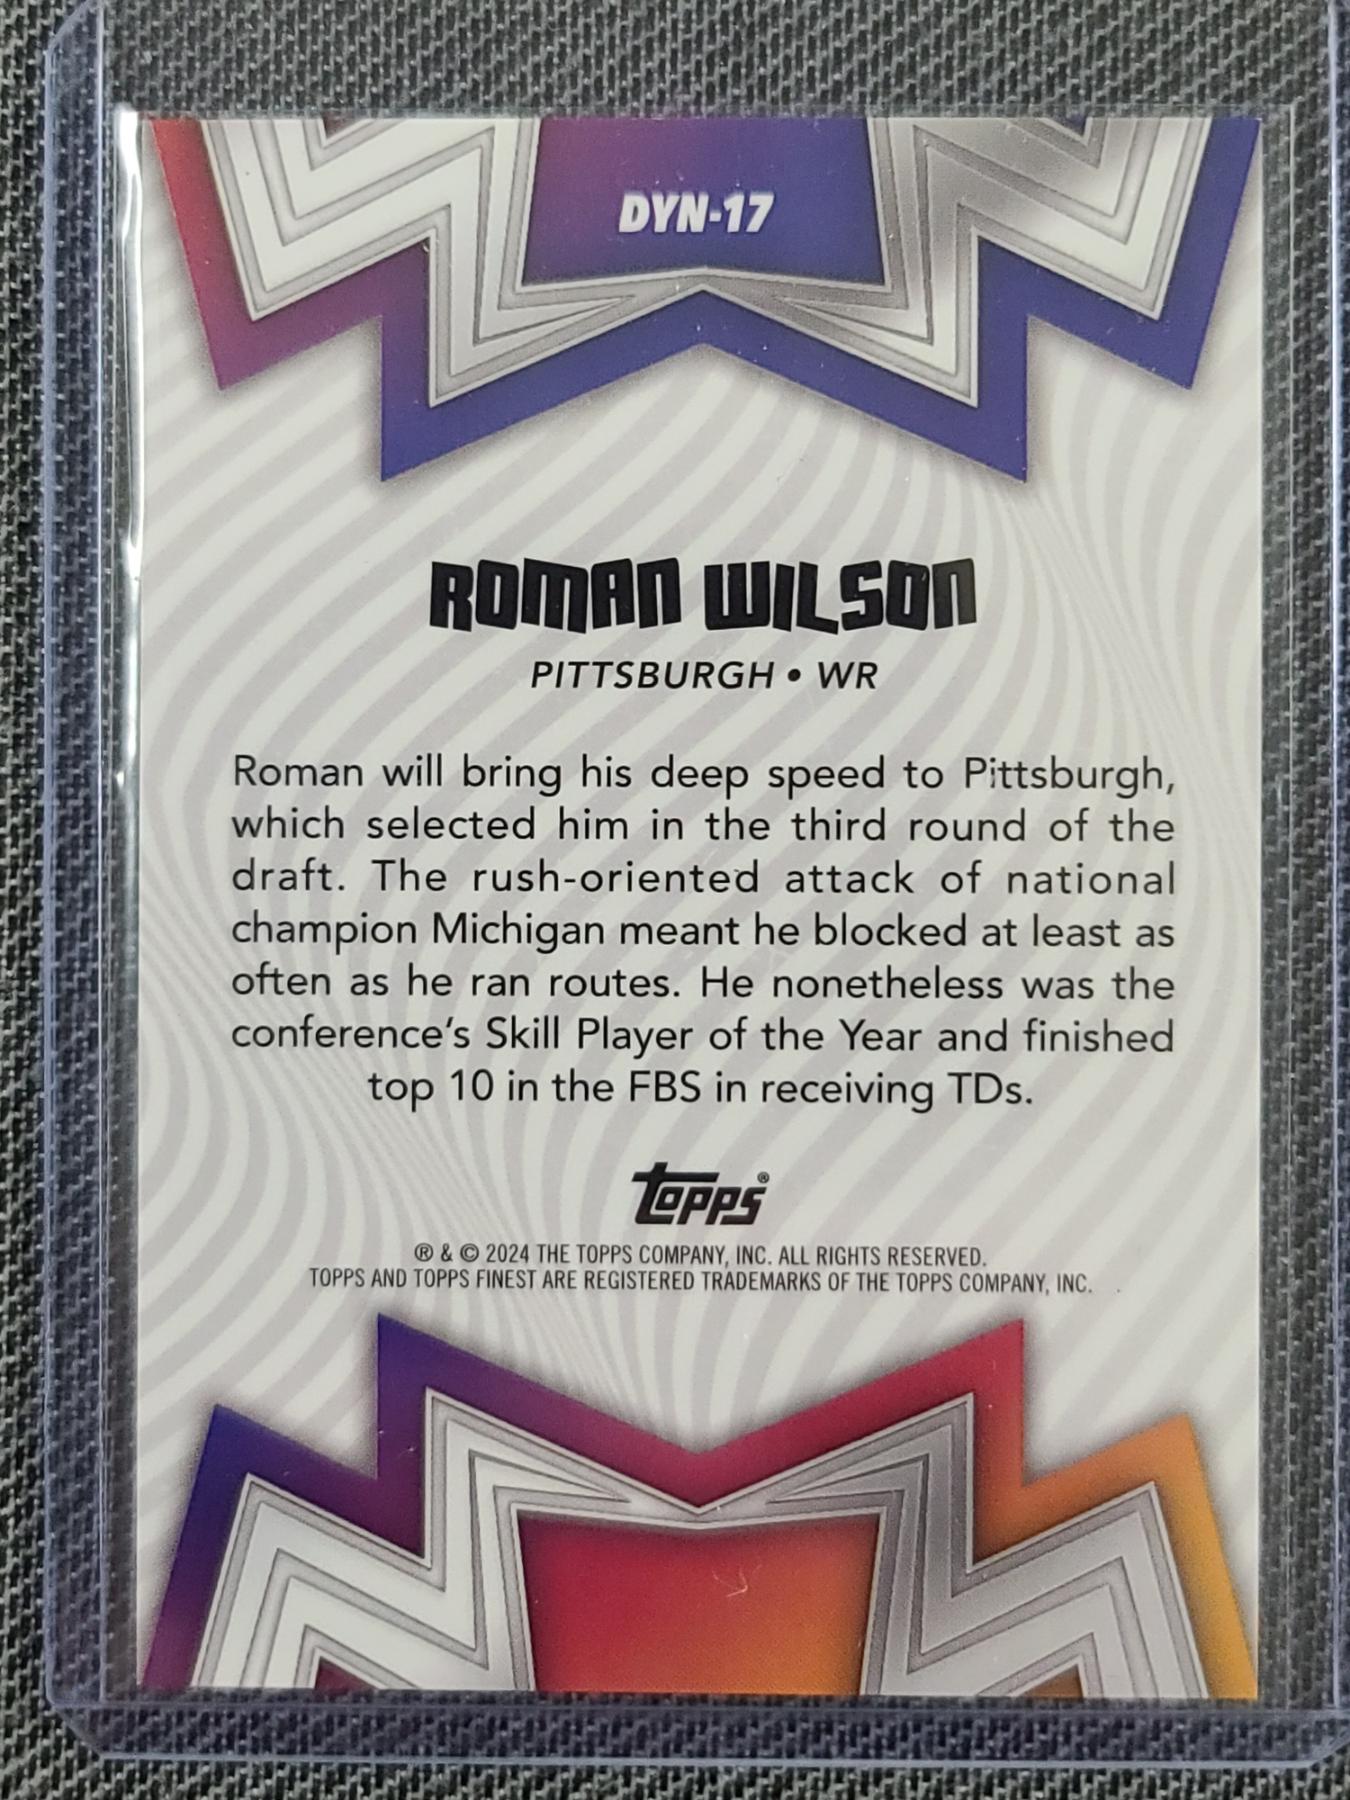 DYN-17
ROMAN WILSON
PITTSBURGH • WR
Roman will bring his deep speed to Pittsburgh,
which selected him in the third round of the
draft. The rush-oriented attack of national
champion Michigan meant he blocked at least as
often as he ran routes. He nonetheless was the
conference's Skill Player of the Year and finished
top 10 in the FBS in receiving TDs.
topps®
® & © 2024 THE TOPPS COMPANY, INC. ALL RIGHTS RESERVED.
TOPPS AND TOPPS FINEST ARE REGISTERED TRADEMARKS OF THE TOPPS COMPANY, INC.